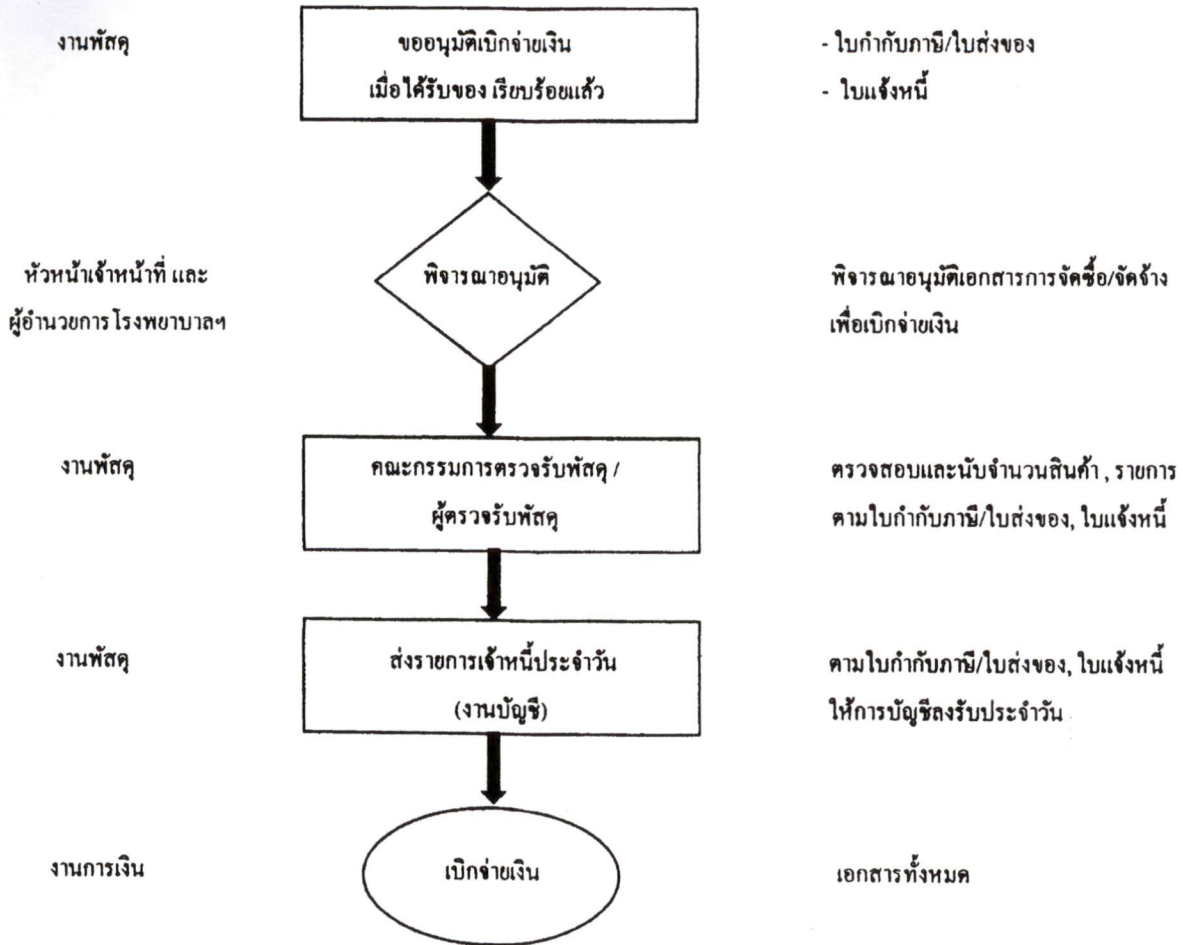 งานพัสดุ
ขออนุมัติเบิกจ่ายเงิน
เมื่อได้รับของ เรียบร้อยแล้ว
- ใบกำกับภาษี/ใบส่งของ
- ใบแจ้งหนี้
หัวหน้าเจ้าหน้าที่ และ
ผู้อำนวยการโรงพยาบาลฯ
พิจารณาอนุมัติ
พิจารณาอนุมัติเอกสารการจัดซื้อ/จัดจ้าง
เพื่อเบิกจ่ายเงิน
งานพัสดุ
คณะกรรมการตรวจรับพัสดุ /
ผู้ตรวจรับพัสดุ
ตรวจสอบและนับจำนวนสินค้า , รายการ
ตามใบกำกับภาษี/ใบส่งของ, ใบแจ้งหนี้
งานพัสดุ
ส่งรายการเจ้าหนี้ประจำวัน
(งานบัญชี)
ตามใบกำกับภาษี/ใบส่งของ, ใบแจ้งหนี้
ให้การบัญชีลงรับประจำวัน
งานการเงิน
เบิกจ่ายเงิน
เอกสารทั้งหมด